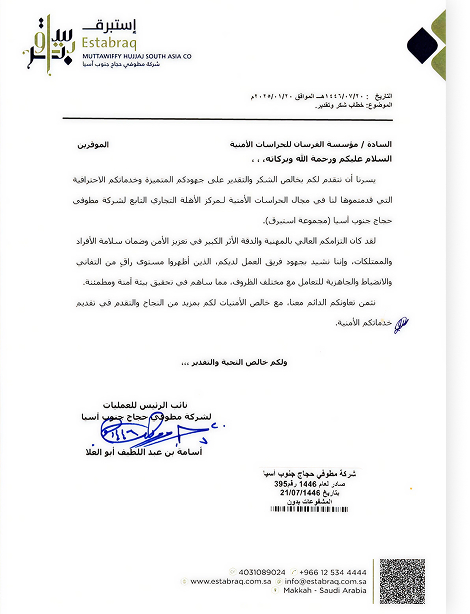 إستبرق
Estabraq
MUTTAWIFFY HUJJAJ SOUTH ASIA CO
شركة مطوفي حجاج جنوب آسيا
التاريخ : ١٤٤٦/٠٧/٢٠هـ الموافق ٢٠٢٥/٠١/٢٠م
الموضوع: خطاب شكر وتقدير.
السادة / مؤسسة الفرسان للحراسات الأمنية الموقرين
السلام عليكم ورحمة الله وبركاته، ، ،
يسرنا أن نتقدم لكم بخالص الشكر والتقدير على جهودكم المتميزة وخدماتكم الاحترافية
التي قدمتموها لنا في مجال الحراسات الأمنية لمركز الأهلة التجاري التابع لشركة مطوفي
حجاج جنوب آسيا (مجموعة استبرق).
لقد كان التزامكم العالي بالمهنية والدقة الأثر الكبير في تعزيز الأمن وضمان سلامة الأفراد
والممتلكات، وإننا نشيد بجهود فريق العمل لديكم، الذين أظهروا مستوى راقٍ من التفاني
والانضباط والجاهزية للتعامل مع مختلف الظروف، مما ساهم في تحقيق بيئة آمنة ومطمئنة.
نثمن تعاونكم الدائم معنا، مع خالص الأمنيات لكم بمزيد من النجاح والتقدم في تقديم
خدماتكم الأمنية.
ولكم خالص التحية والتقدير ...
نائب الرئيس للعمليات
لشركة مطوفي حجاج جنوب آسيا
أسامة بن عبد اللطيف أبو العلا
شركة مطوفي حجاج جنوب آسيا
صادر لعام 1446 رقم395
بتاريخ 21/07/1446
المشفوعات بدون
4031089024 +966 12 534 4444
www.estabraq.com.sa info@estabraq.com.sa
Makkah - Saudi Arabia